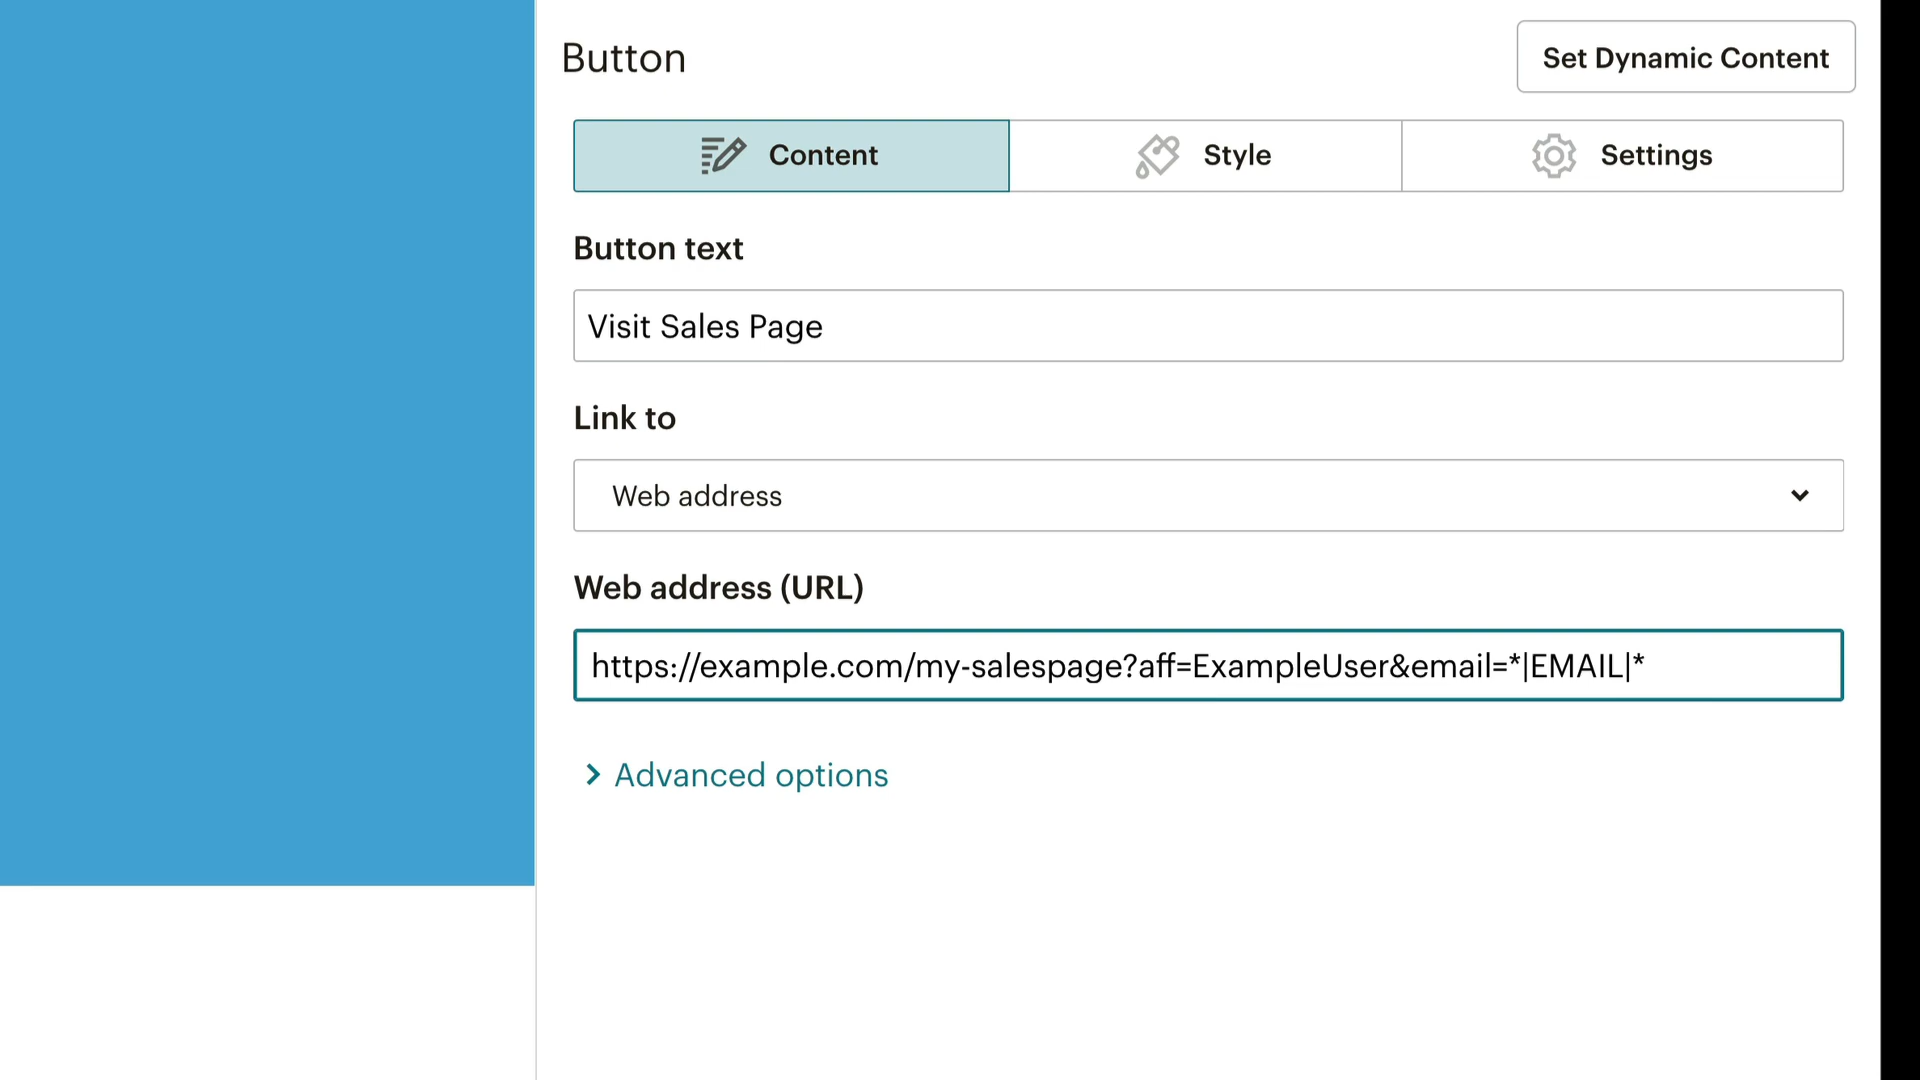 Button
Set Dynamic Content
Content
Style
Settings
Button text
Visit Sales Page
Link to
Web address
Web address (URL)
https://example.com/my-salespage?aff=ExampleUser&email=*|EMAIL|*
Advanced options